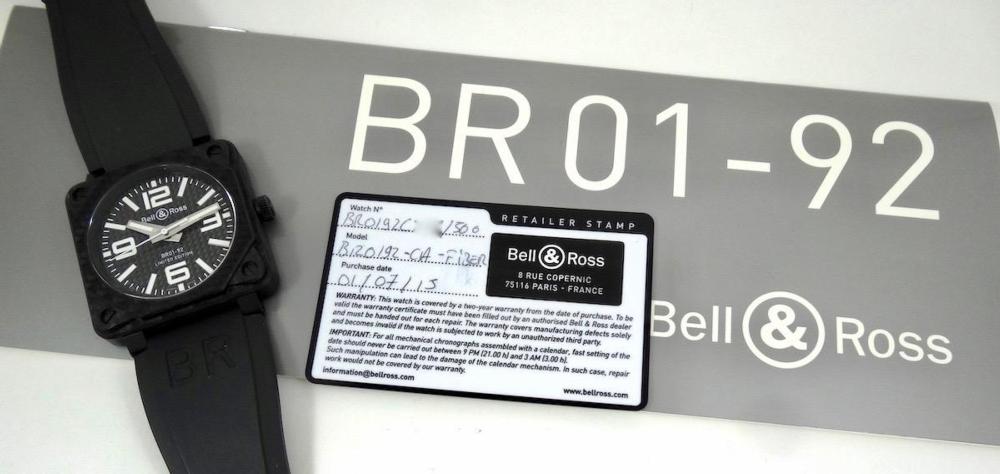 BR 01-92
Bell & Ross
12
3
6
9
Bell & Ross
BR01-92
LIMITED EDITION
BR
Watch N°
BR0192C /500
Model
BR0192-CA-FiBER
Purchase date
01/07/15
RETAILER STAMP
Bell & Ross
8 RUE COPERNIC
75116 PARIS - FRANCE
WARRANTY: This watch is covered by a two-year warranty from the date of purchase. To be
valid the warranty certificate must have been filled out by an authorised Bell & Ross dealer
and must be handed out for each repair. The warranty covers manufacturing defects solely
and becomes invalid if the watch is subjected to work by an unauthorized third party.
IMPORTANT: For all mechanical chronographs assembled with a calendar, fast setting of the
date should never be carried out between 9 PM (21.00 h) and 3 AM (3.00 h).
Such manipulation can lead to the damage of the calendar mechanism. In such case, repair
work would not be covered by our warranty.
information@bellross.com
www.bellross.com